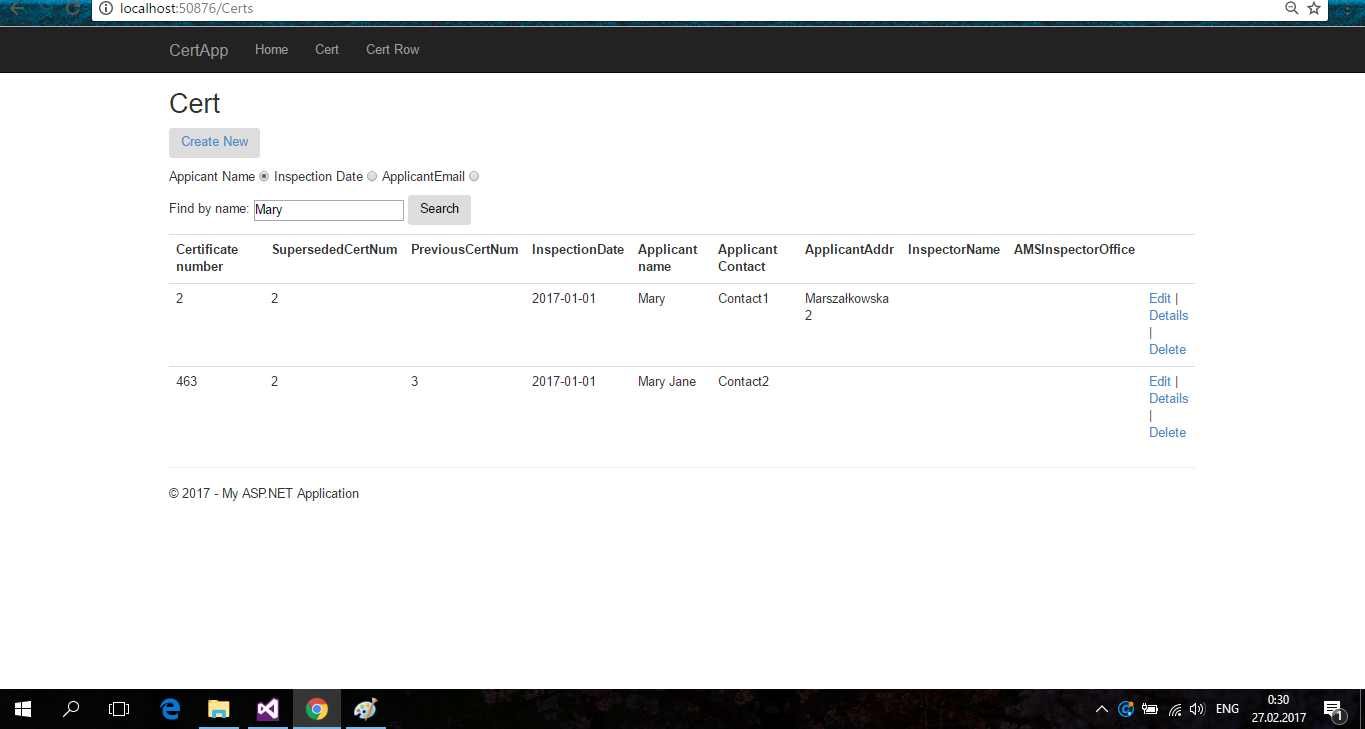 localhost:50876/Certs
CertApp Home Cert Cert Row
Cert
Create New
Appicant Name Inspection Date ApplicantEmail
Find by name: Mary Search
Certificate number SupersededCertNum PreviousCertNum InspectionDate Applicant name Applicant Contact ApplicantAddr InspectorName AMSInspectorOffice
2 2 2017-01-01 Mary Contact1 Marszałkowska 2 Edit | Details | Delete
463 2 3 2017-01-01 Mary Jane Contact2 Edit | Details | Delete
© 2017 - My ASP.NET Application
ENG 0:30
27.02.2017
1